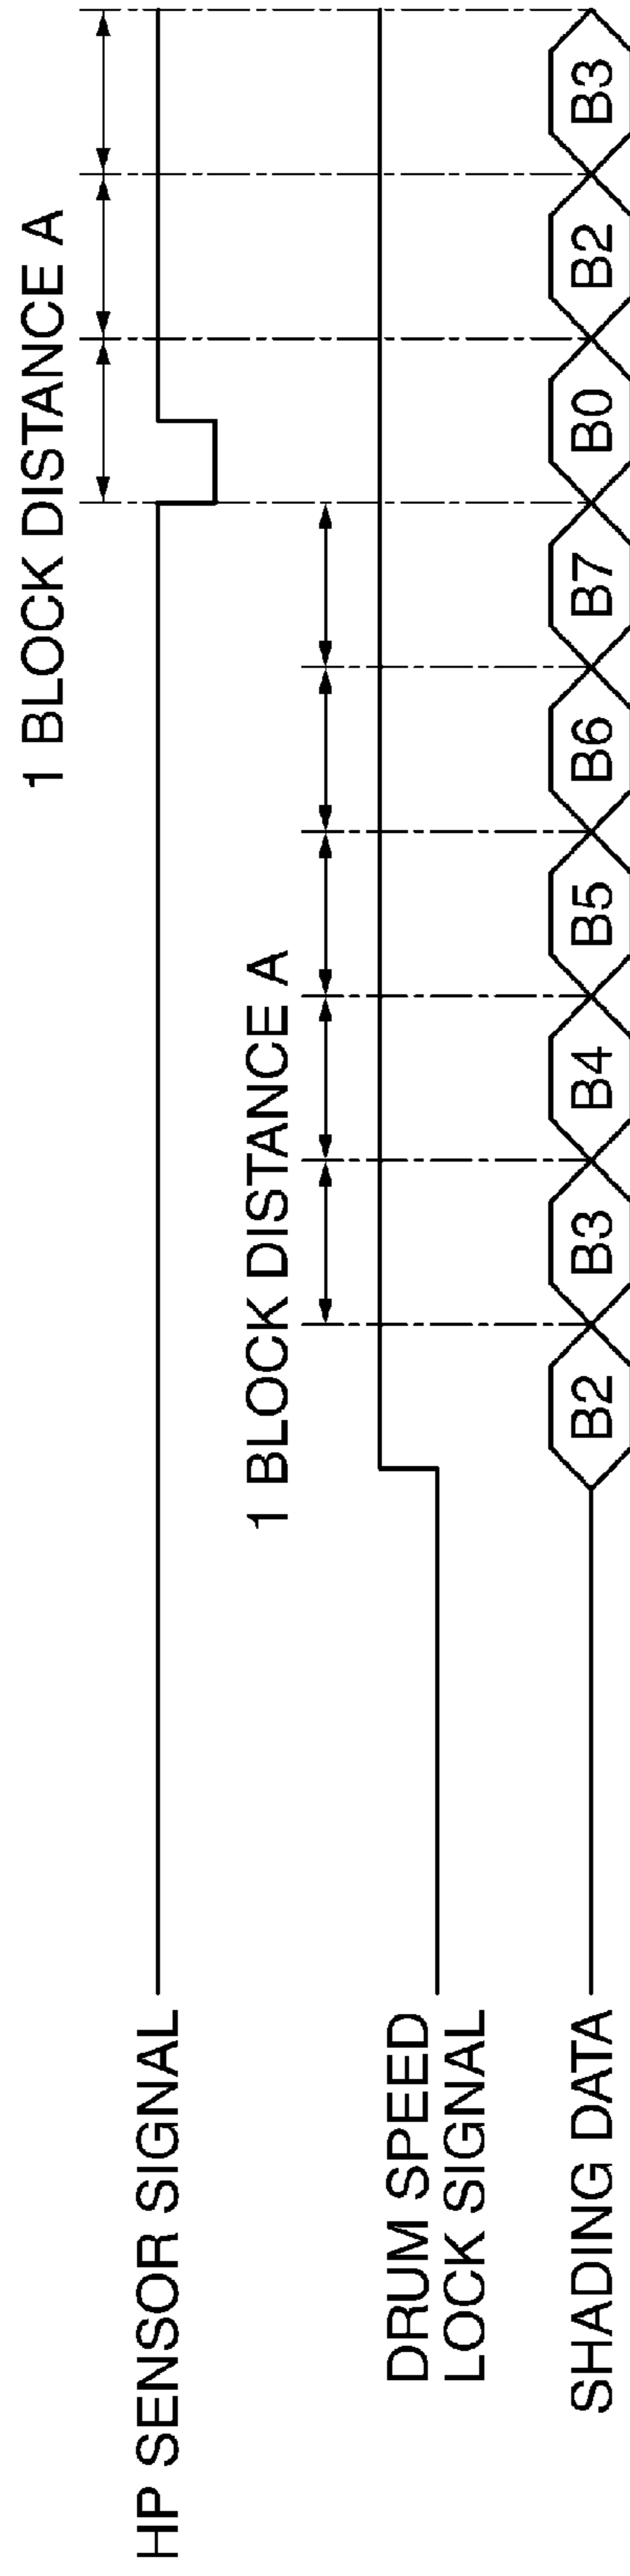 1 BLOCK DISTANCE A
HP SENSOR SIGNAL
1 BLOCK DISTANCE A
DRUM SPEED
LOCK SIGNAL
SHADING DATA
B2
B3
B4
B5
B6
B7
B0
B2
B3